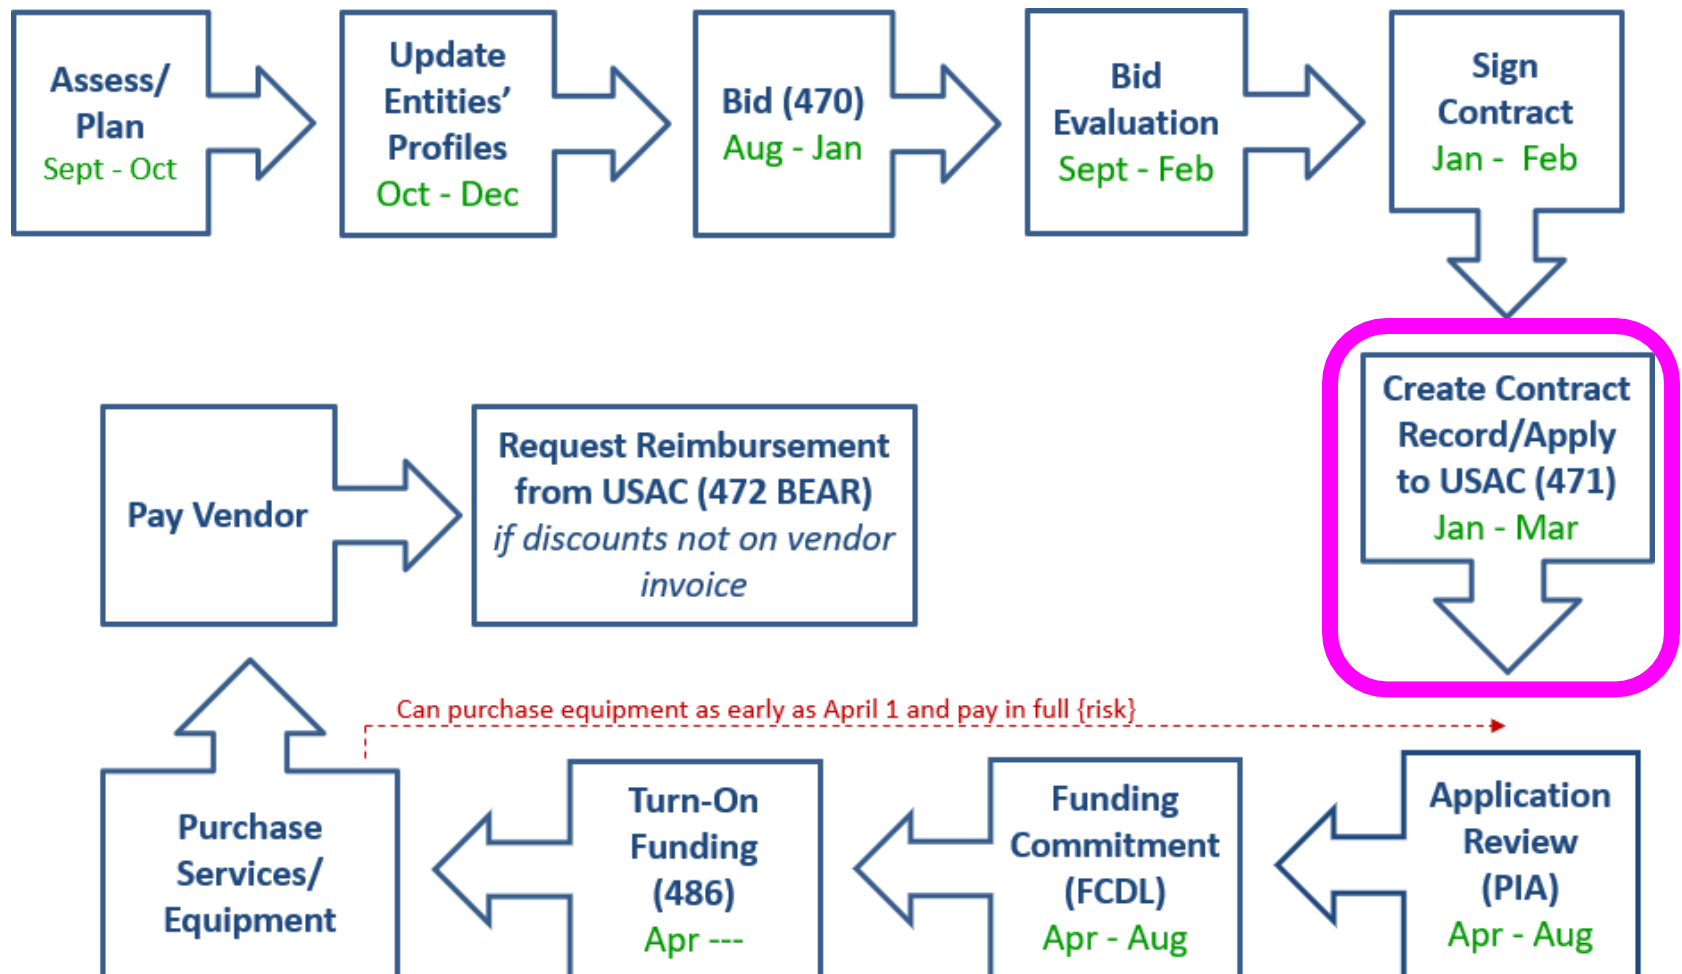 Assess/
Plan
Sept - Oct
Update
Entities’
Profiles
Oct - Dec
Bid (470)
Aug - Jan
Bid
Evaluation
Sept - Feb
Sign
Contract
Jan - Feb
Create Contract
Record/Apply
to USAC (471)
Jan - Mar
Application
Review
(PIA)
Apr - Aug
Funding
Commitment
(FCDL)
Apr - Aug
Turn-On
Funding
(486)
Apr ---
Can purchase equipment as early as April 1 and pay in full {risk}
Purchase
Services/
Equipment
Pay Vendor
Request Reimbursement
from USAC (472 BEAR)
if discounts not on vendor
invoice